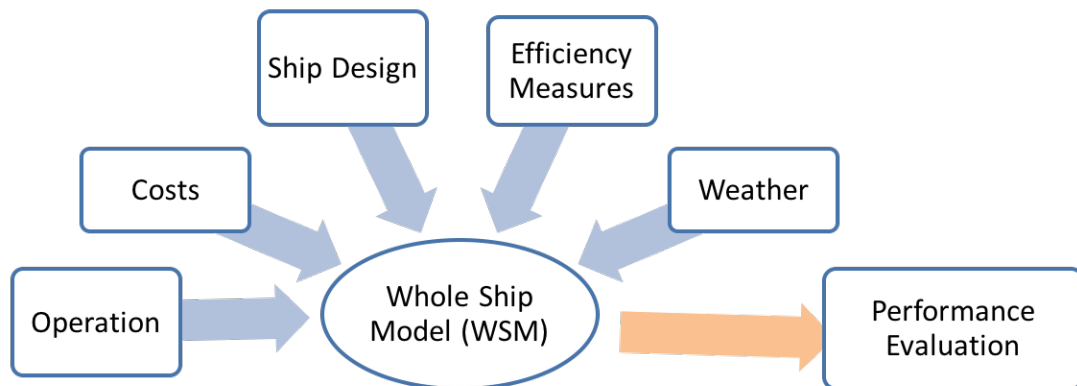 Ship Design
Efficiency
Measures
Costs
Weather
Operation
Whole Ship
Model (WSM)
Performance
Evaluation